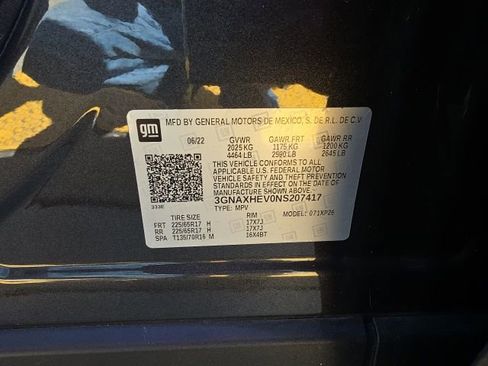 gm
MFD BY GENERAL MOTORS DE MEXICO, S. DE R.L. DE C.V.
06/22 GVWR GAWR FRT GAWR RR
2025 KG 1175 KG 1200 KG
4464 LB 2590 LB 2645 LB
THIS VEHICLE CONFORMS TO ALL
APPLICABLE U.S. FEDERAL MOTOR
VEHICLE SAFETY AND THEFT
PREVENTION STANDARDS IN EFFECT ON
THE DATE OF MANUFACTURE SHOWN ABOVE.
3GNAXHEV0NS207417
TYPE: MPV MODEL: 071XP26
333E
TIRE SIZE RIM
FRT 225/65R17 H 17X7J
RR 225/65R17 H 17X7J
SPA T135/70R16 M 16X4BT